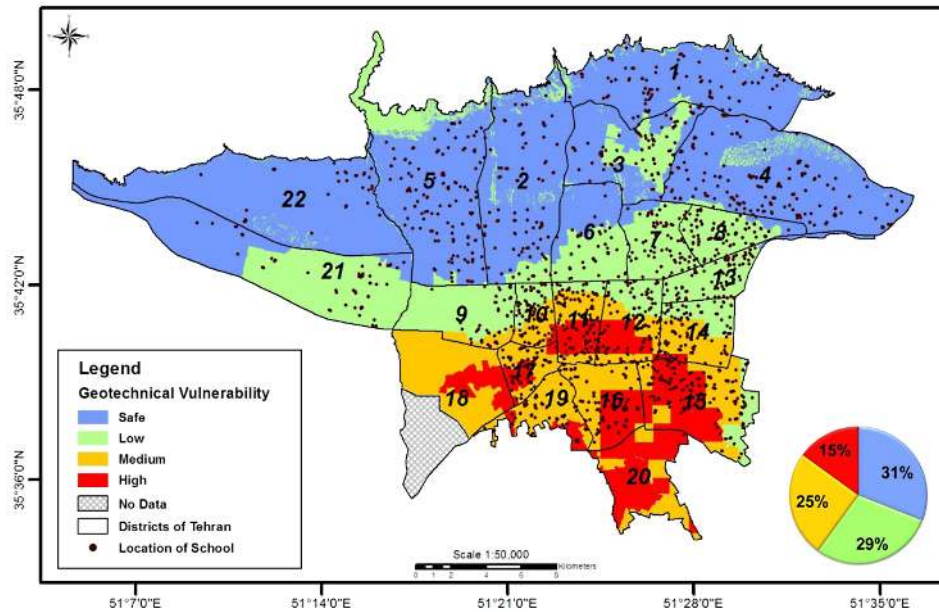 35°48'0"N
35°42'0"N
35°36'0"N
1
3
2
4
5
22
6
7
8
21
13
9
10
11
12
14
17
18
19
16
15
20
Legend
Geotechnical Vulnerability
Safe
Low
Medium
High
No Data
Districts of Tehran
Location of School
15%
31%
25%
29%
Scale 1:50,000
0 1 2 4 6 8
Kilometers
51°7'0"E 51°14'0"E 51°21'0"E 51°28'0"E 51°35'0"E